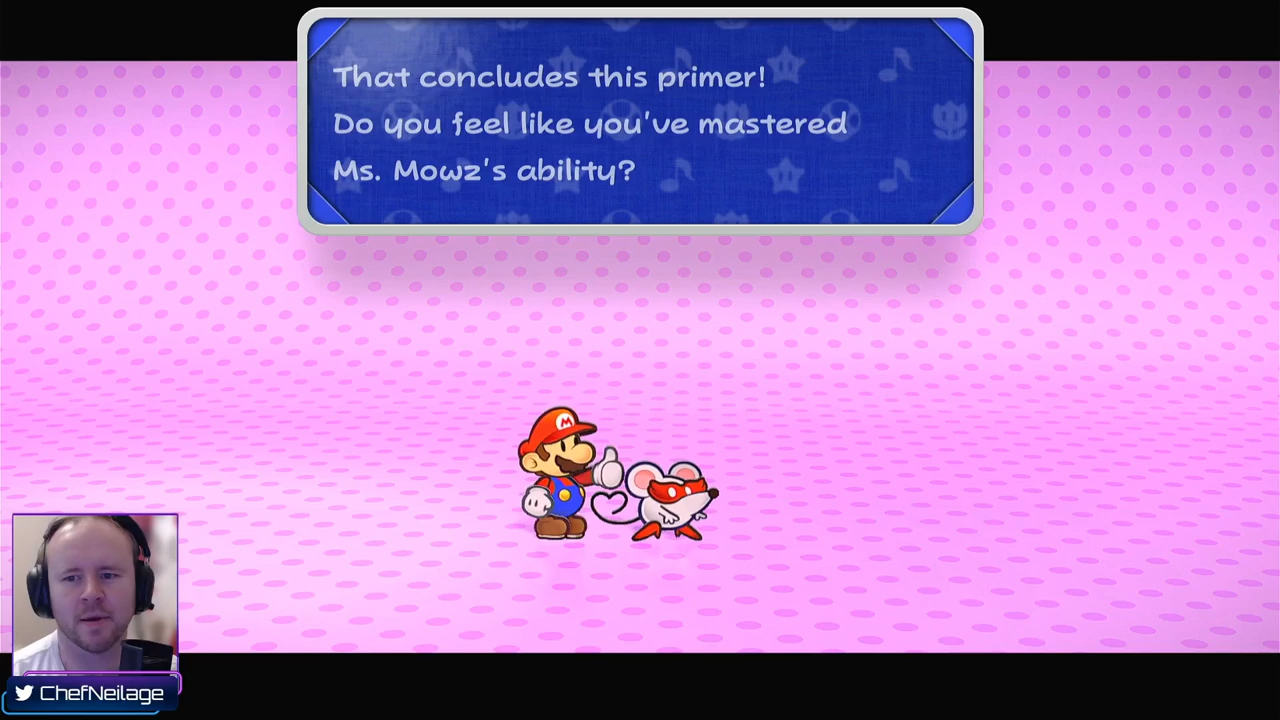 That concludes this primer!
Do you feel like you've mastered
Ms. Mowz's ability?
M
ChefNeilage